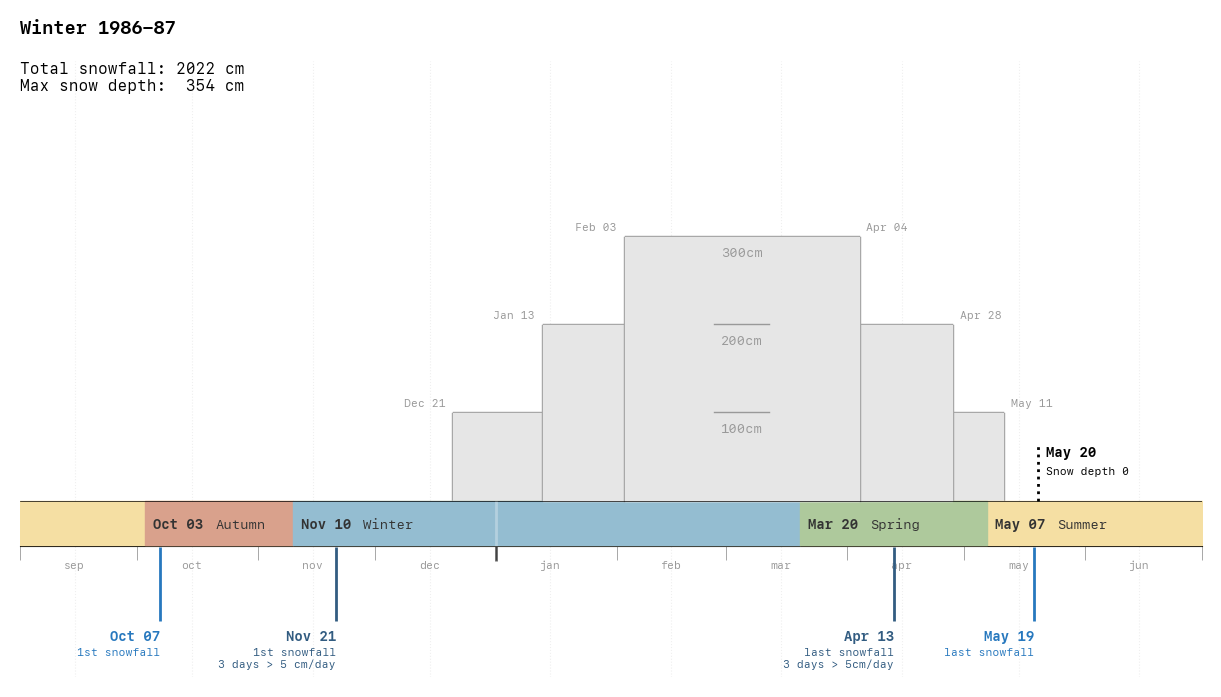 Winter 1986–87
Total snowfall: 2022 cm
Max snow depth:  354 cm
Feb 03
Apr 04
300cm
Jan 13
Apr 28
200cm
Dec 21
May 11
100cm
May 20
Snow depth 0
Oct 03 Autumn
Nov 10 Winter
Mar 20 Spring
May 07 Summer
sep
oct
nov
dec
jan
feb
mar
apr
may
jun
Oct 07
1st snowfall
Nov 21
1st snowfall
3 days > 5 cm/day
Apr 13
last snowfall
3 days > 5cm/day
May 19
last snowfall